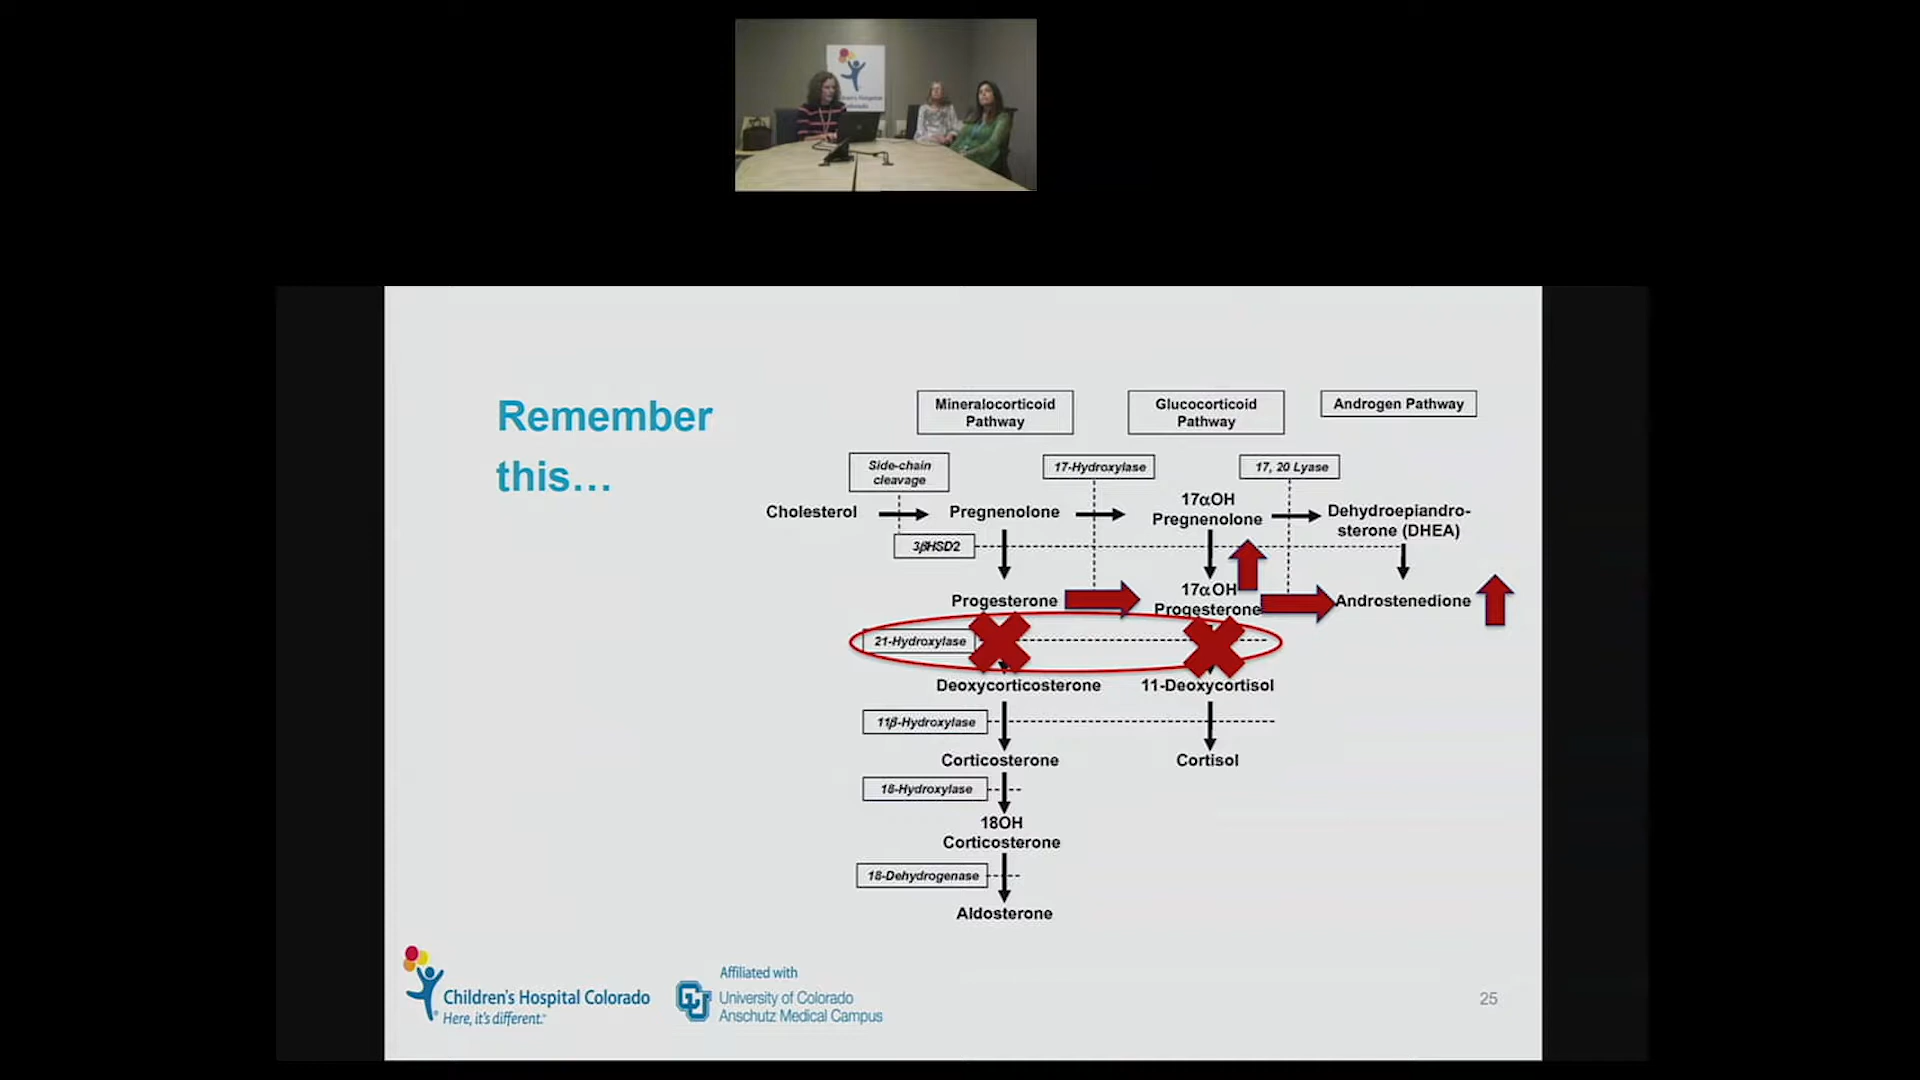 Remember
this...
Mineralocorticoid
Pathway
Glucocorticoid
Pathway
Androgen Pathway
Side-chain
cleavage
17-Hydroxylase
17, 20 Lyase
Cholesterol
Pregnenolone
17αOH
Pregnenolone
Dehydroepiandro-
sterone (DHEA)
3βHSD2
Progesterone
17αOH
Progesterone
Androstenedione
21-Hydroxylase
Deoxycorticosterone
11-Deoxycortisol
11β-Hydroxylase
Corticosterone
Cortisol
18-Hydroxylase
18OH
Corticosterone
18-Dehydrogenase
Aldosterone
Children's Hospital Colorado
Here, it's different.
Affiliated with
University of Colorado
Anschutz Medical Campus
25